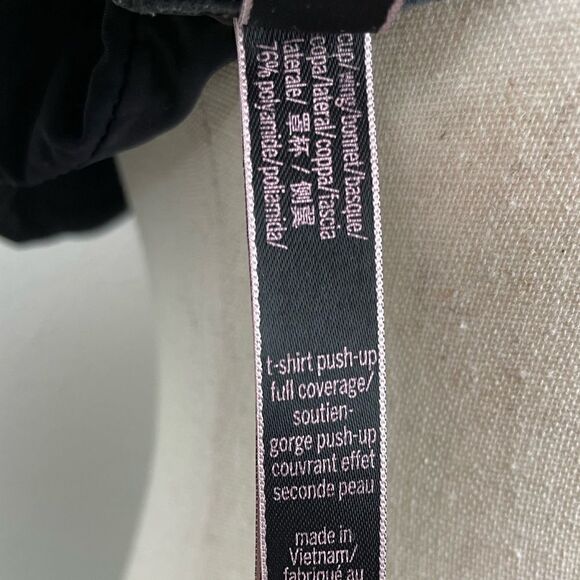 cup/wing/bonnet/basque/
copa/lateral/coppa/fascia
laterale/ 罩杯 / 侧翼
76% polyamide/poliamida/
t-shirt push-up
full coverage/
soutien-
gorge push-up
couvrant effet
seconde peau
made in
Vietnam/
fabriqué au